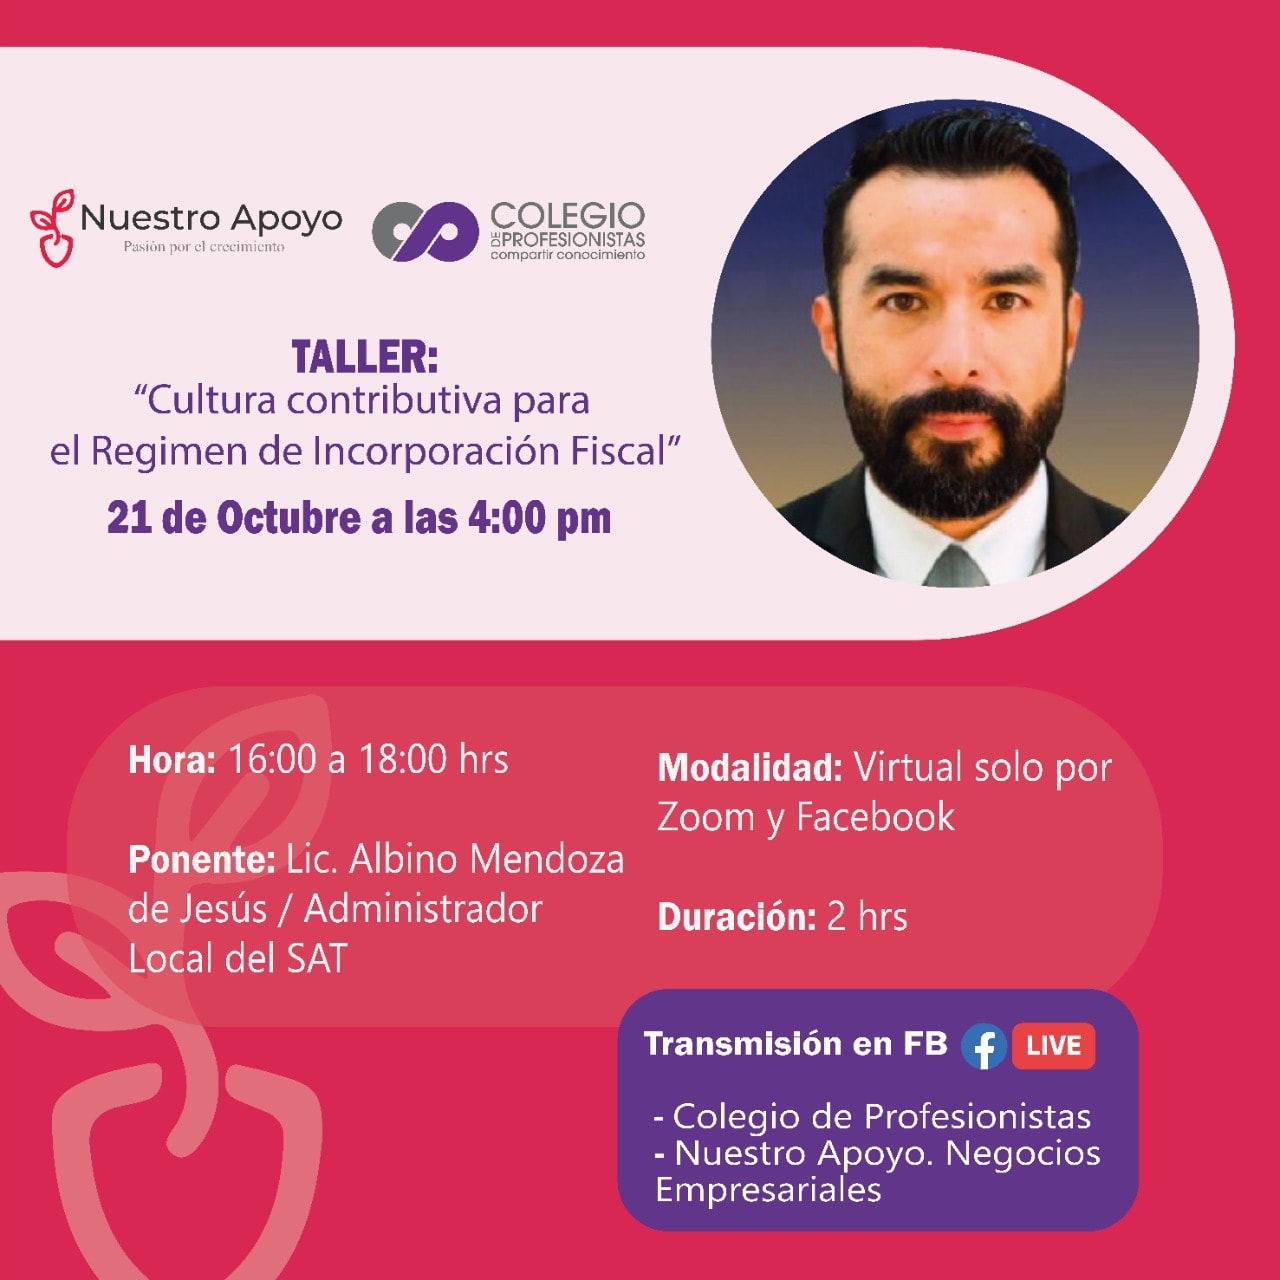 Nuestro Apoyo
Pasión por el crecimiento
COLEGIO
DE PROFESIONISTAS
compartir conocimiento
TALLER:
“Cultura contributiva para
el Regimen de Incorporación Fiscal”
21 de Octubre a las 4:00 pm
Hora: 16:00 a 18:00 hrs
Ponente: Lic. Albino Mendoza
de Jesús / Administrador
Local del SAT
Modalidad: Virtual solo por
Zoom y Facebook
Duración: 2 hrs
Transmisión en FB f LIVE
- Colegio de Profesionistas
- Nuestro Apoyo. Negocios
Empresariales